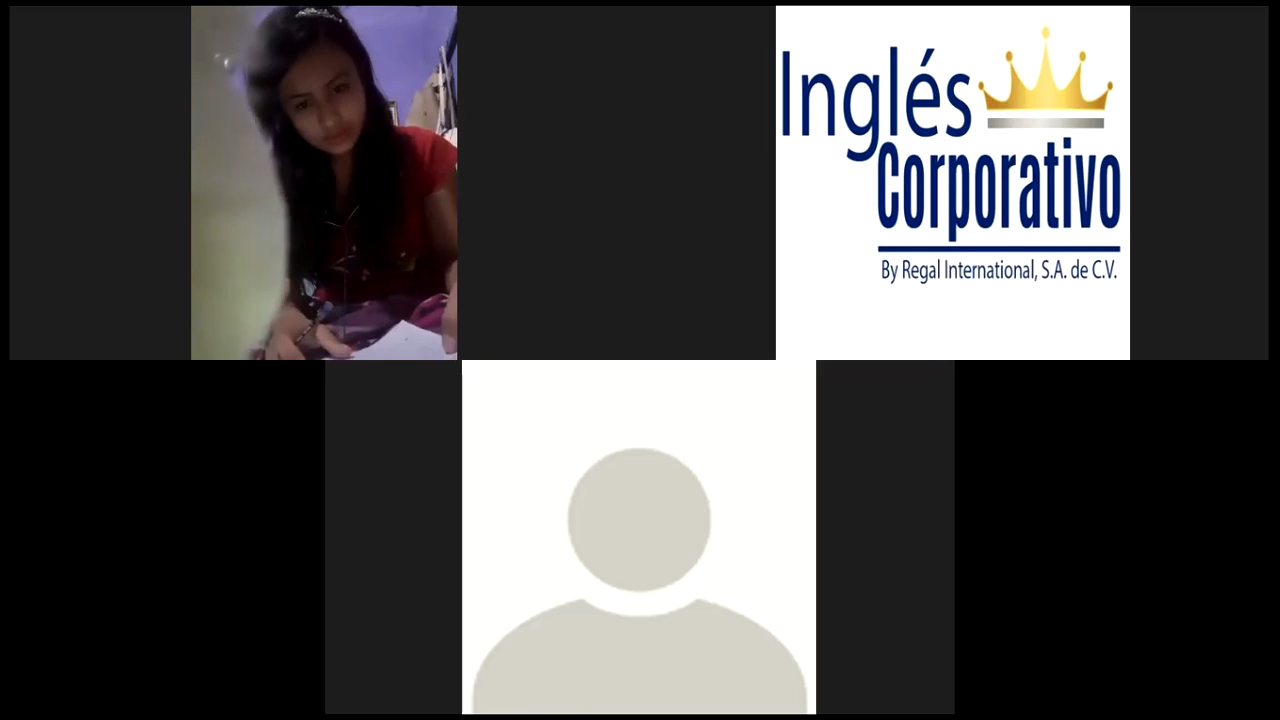 Inglés
Corporativo
By Regal International, S.A. de C.V.